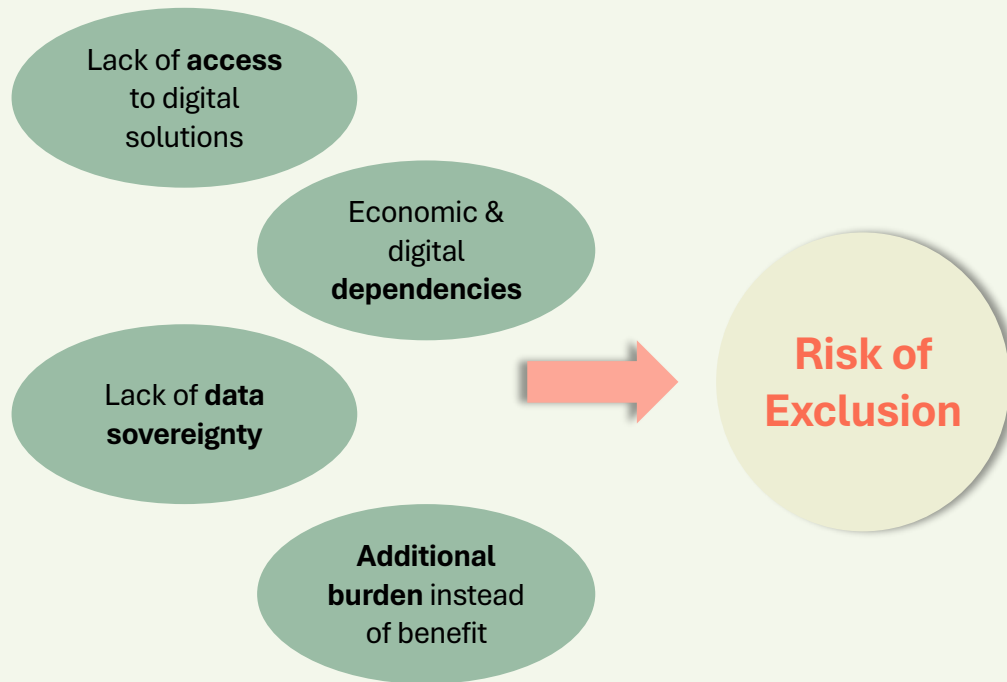 Lack of access
to digital
solutions
Economic &
digital
dependencies
Lack of data
sovereignty
Additional
burden instead
of benefit
Risk of
Exclusion